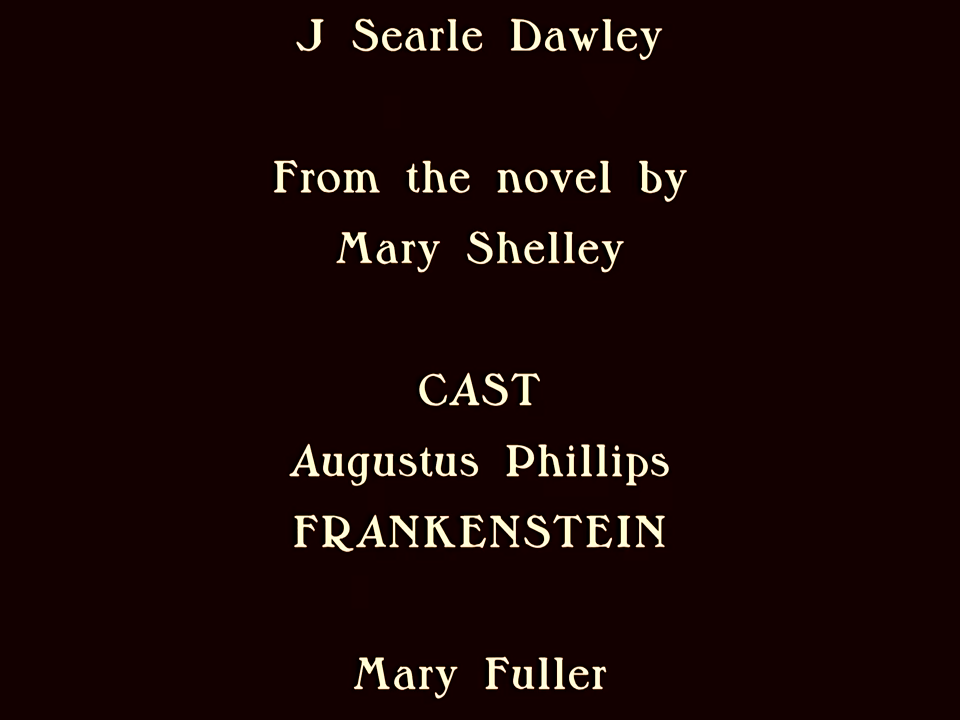 J Searle Dawley
From the novel by
Mary Shelley
CAST
Augustus Phillips
FRANKENSTEIN
Mary Fuller